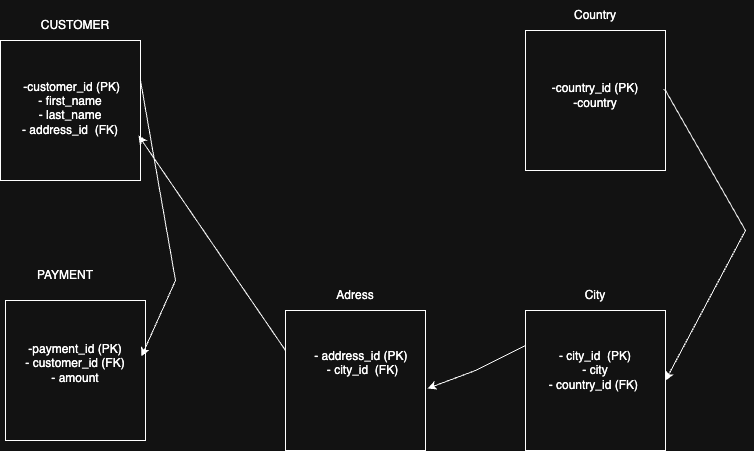 CUSTOMER
-customer_id (PK)
- first_name
- last_name
- address_id (FK)
Country
-country_id (PK)
-country
PAYMENT
-payment_id (PK)
- customer_id (FK)
- amount
Adress
- address_id (PK)
- city_id (FK)
City
- city_id (PK)
- city
- country_id (FK)